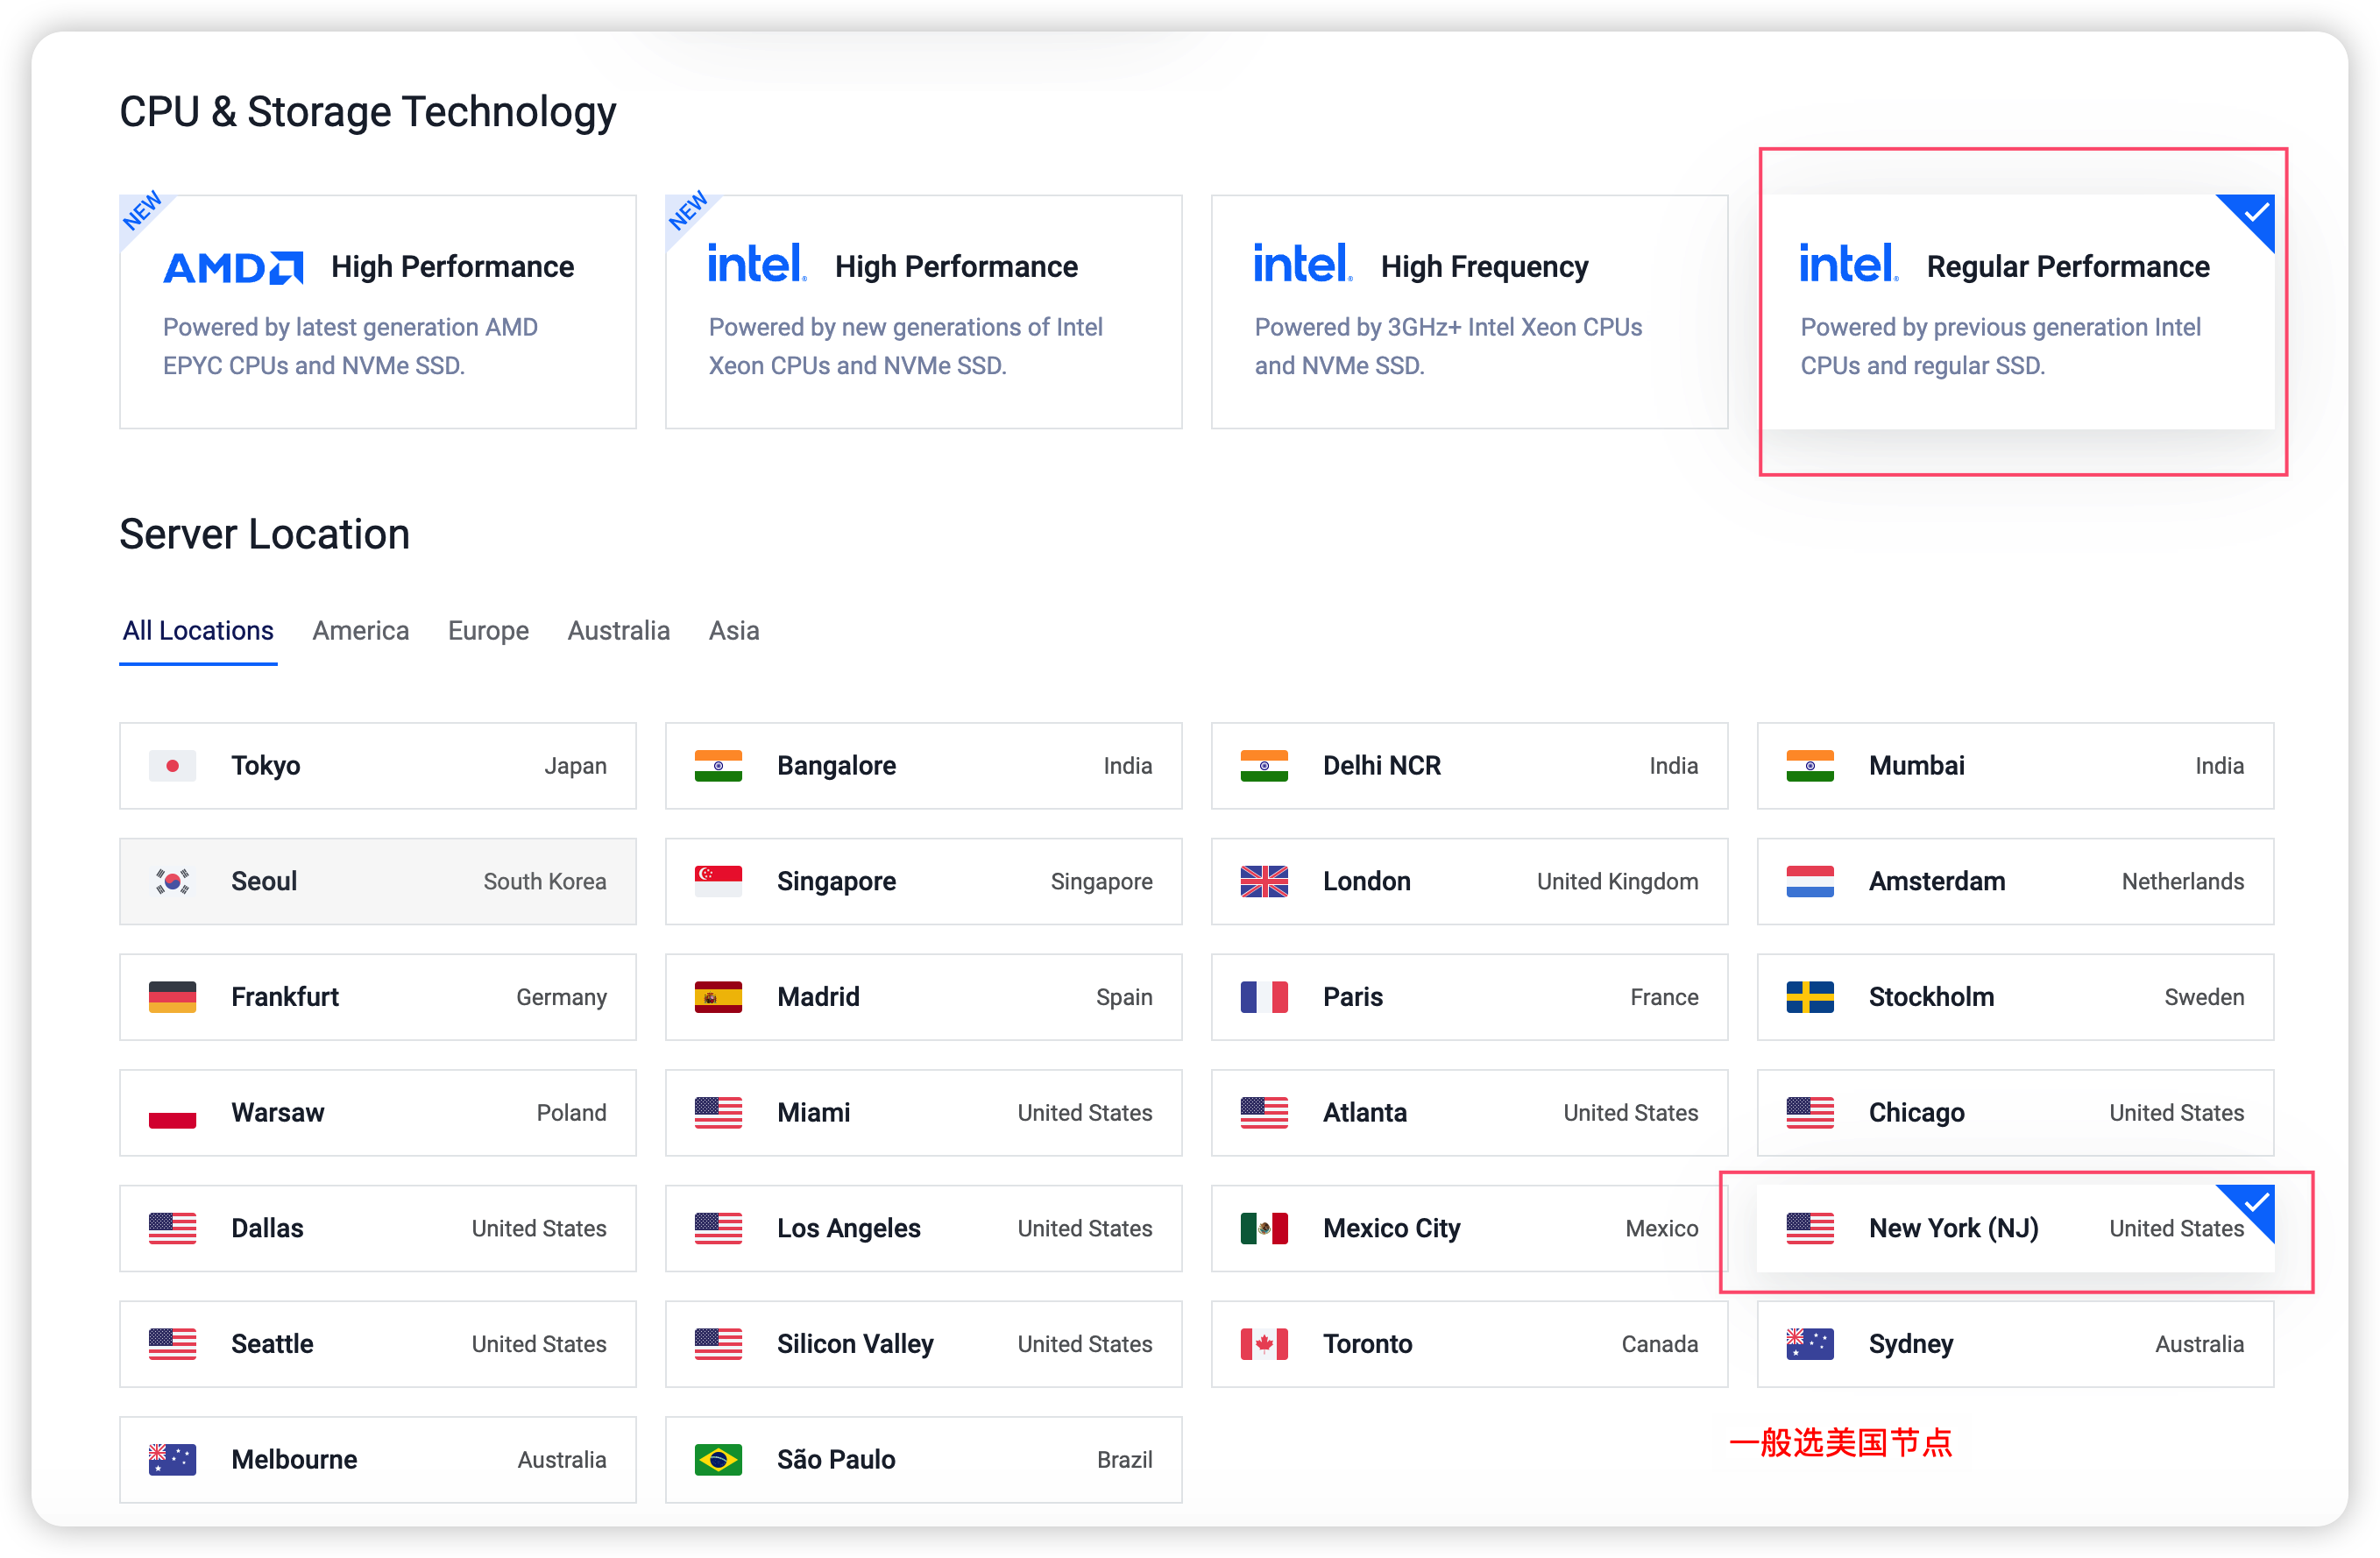 CPU & Storage Technology
NEW
AMD High Performance
Powered by latest generation AMD
EPYC CPUs and NVMe SSD.
NEW
intel. High Performance
Powered by new generations of Intel
Xeon CPUs and NVMe SSD.
intel. High Frequency
Powered by 3GHz+ Intel Xeon CPUs
and NVMe SSD.
intel. Regular Performance
Powered by previous generation Intel
CPUs and regular SSD.
Server Location
All Locations America Europe Australia Asia
Tokyo Japan
Bangalore India
Delhi NCR India
Mumbai India
Seoul South Korea
Singapore Singapore
London United Kingdom
Amsterdam Netherlands
Frankfurt Germany
Madrid Spain
Paris France
Stockholm Sweden
Warsaw Poland
Miami United States
Atlanta United States
Chicago United States
Dallas United States
Los Angeles United States
Mexico City Mexico
New York (NJ) United States
Seattle United States
Silicon Valley United States
Toronto Canada
Sydney Australia
Melbourne Australia
São Paulo Brazil
一般选美国节点